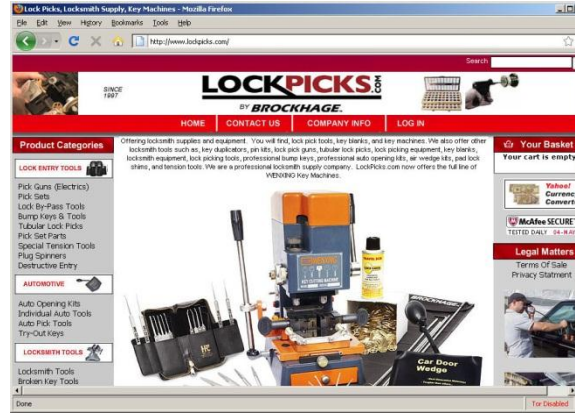 Lock Picks, Locksmith Supply, Key Machines - Mozilla Firefox
File Edit View History Bookmarks Tools Help
http://www.lockpicks.com/
Search
SINCE
1997
LOCKPICKS.COM
BY BROCKHAGE.
HOME CONTACT US COMPANY INFO LOG IN
Product Categories
LOCK ENTRY TOOLS
Pick Guns (Electrics)
Pick Sets
Lock By-Pass Tools
Bump Keys & Tools
Tubular Lock Picks
Pick Set Parts
Special Tension Tools
Plug Spinners
Destructive Entry
AUTOMOTIVE
Auto Opening Kits
Individual Auto Tools
Auto Pick Tools
Try-Out Keys
LOCKSMITH TOOLS
Locksmith Tools
Broken Key Tools
Offering locksmith supplies and equipment. You will find, lock pick tools, key blanks, and key machines. We also offer other
locksmith tools such as, key duplicators, pin kits, lock pick guns, tubular lock picks, lock picking equipment, key blanks,
locksmith equipment, lock picking tools, professional bump keys, professional auto opening kits, air wedge kits, pad lock
shims, and tension tools. We are a professional locksmith supply company. LockPicks.com now offers the full line of
WENXING Key Machines.
WENXING
BROCKHAGE
Car Door
Wedge
Your Basket
Your cart is empty
Yahoo!
Currenc
Convert
McAfee SECURE
TESTED DAILY 04-MAY
Legal Matters
Terms Of Sale
Privacy Statment
Done
Tor Disabled